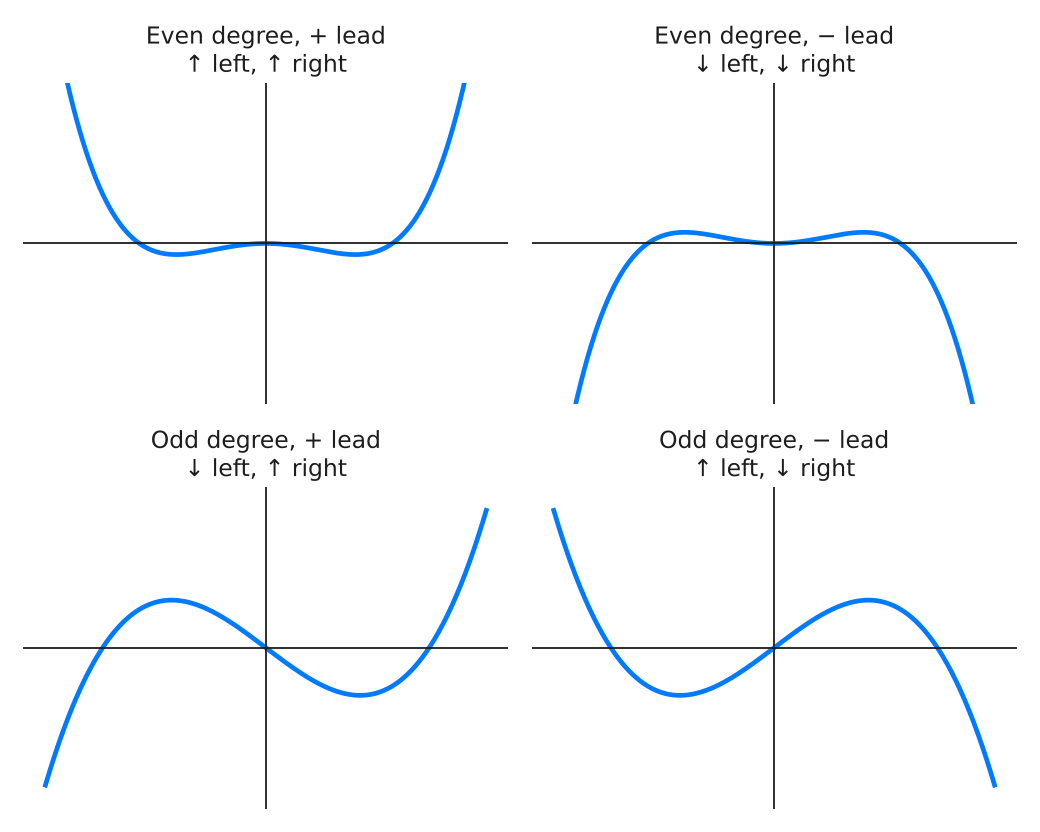 Even degree, + lead
↑ left, ↑ right
Even degree, − lead
↓ left, ↓ right
Odd degree, + lead
↓ left, ↑ right
Odd degree, − lead
↑ left, ↓ right